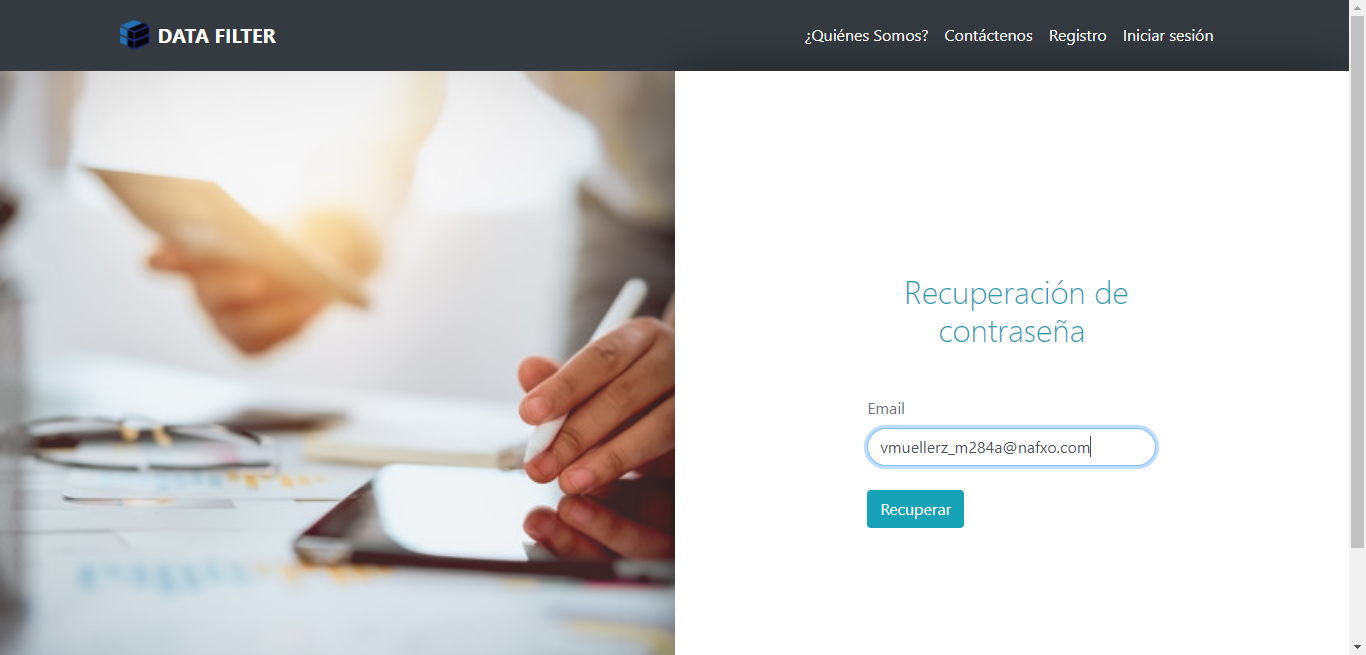 DATA FILTER
¿Quiénes Somos? Contáctenos Registro Iniciar sesión
Recuperación de
contraseña
Email
vmuellerz_m284a@nafxo.com
Recuperar